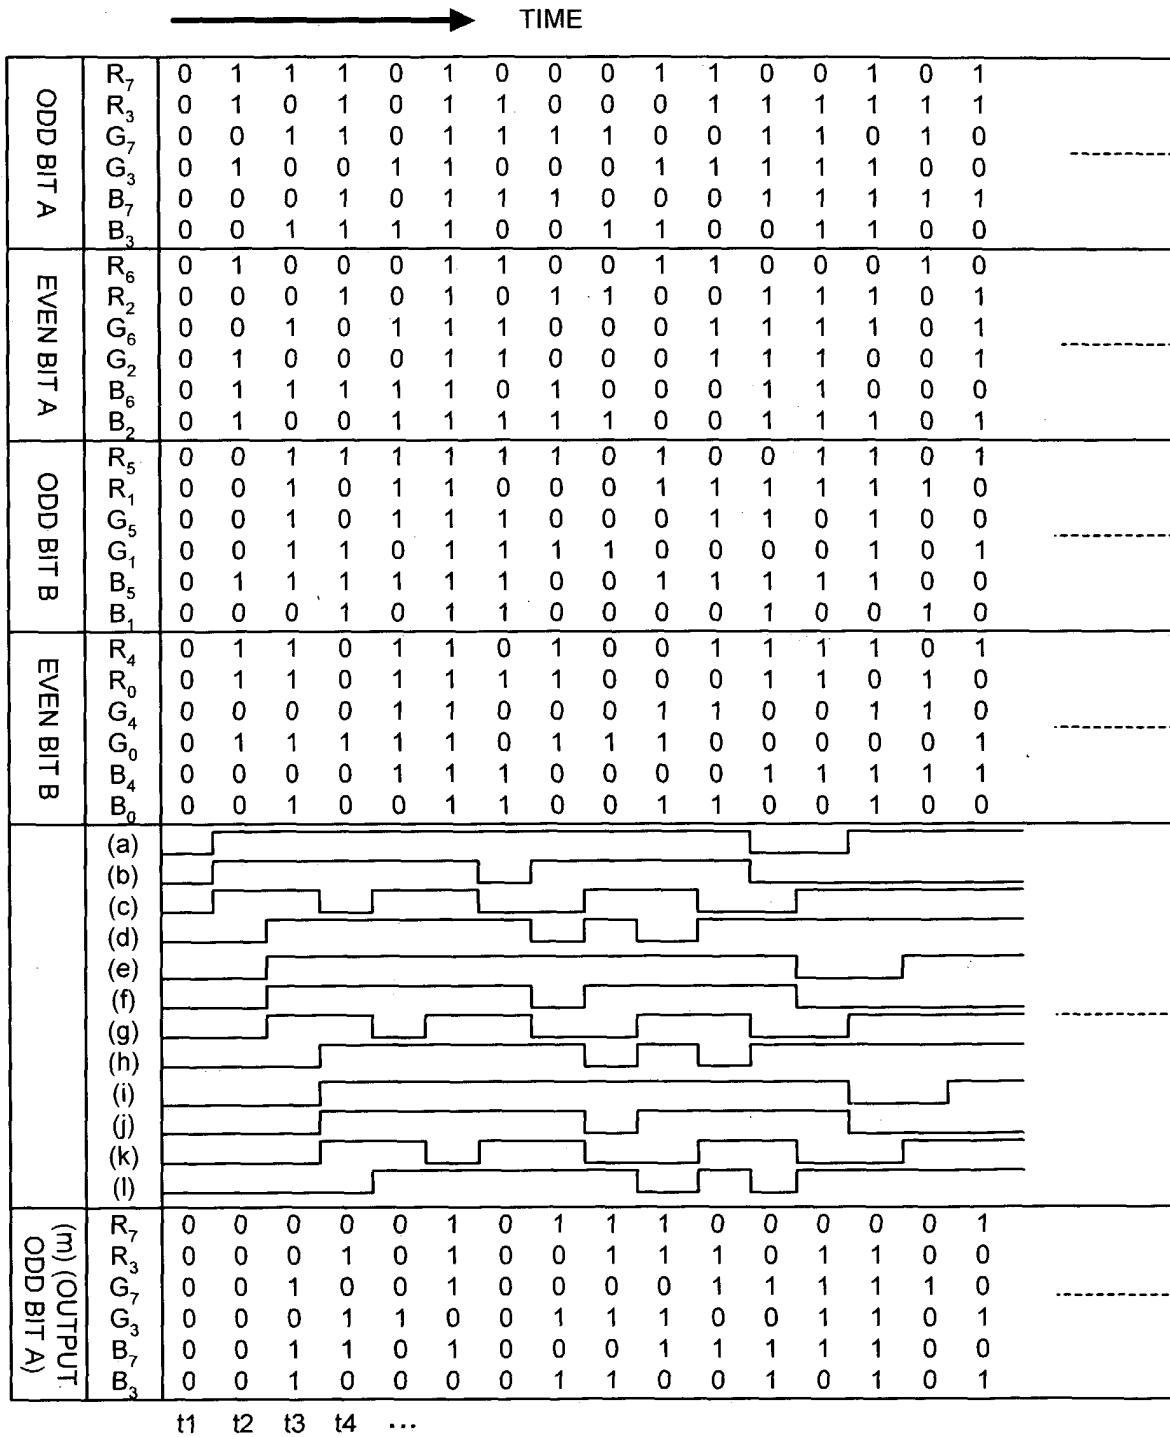 TIME
ODD BIT A
R7 0 1 1 1 0 1 0 0 0 1 1 0 0 1 0 1
R3 0 1 0 1 0 1 1 0 0 0 1 1 1 1 1 1
G7 0 0 1 1 0 1 1 1 1 0 0 1 1 0 1 0
G3 0 1 0 0 1 1 0 0 0 1 1 1 1 1 0 0
B7 0 0 0 1 0 1 1 1 0 0 0 1 1 1 1 1
B3 0 0 1 1 1 1 0 0 1 1 0 0 1 1 0 0
EVEN BIT A
R6 0 1 0 0 0 1 1 0 0 1 1 0 0 0 1 0
R2 0 0 0 1 0 1 0 1 1 0 0 1 1 1 0 1
G6 0 0 1 0 1 1 1 0 0 0 1 1 1 1 0 1
G2 0 1 0 0 0 1 1 0 0 0 1 1 1 0 0 1
B6 0 1 1 1 1 1 0 1 0 0 0 1 1 0 0 0
B2 0 1 0 0 1 1 1 1 1 0 0 1 1 1 0 1
ODD BIT B
R5 0 0 1 1 1 1 1 1 0 1 0 0 1 1 0 1
R1 0 0 1 0 1 1 0 0 0 1 1 1 1 1 1 0
G5 0 0 1 0 1 1 1 0 0 0 1 1 0 1 0 0
G1 0 0 1 1 0 1 1 1 1 0 0 0 0 1 0 1
B5 0 1 1 1 1 1 1 0 0 1 1 1 1 1 0 0
B1 0 0 0 1 0 1 1 0 0 0 0 1 0 0 1 0
EVEN BIT B
R4 0 1 1 0 1 1 0 1 0 0 1 1 1 1 0 1
R0 0 1 1 0 1 1 1 1 0 0 0 1 1 0 1 0
G4 0 0 0 0 1 1 0 0 0 1 1 0 0 1 1 0
G0 0 1 1 1 1 1 0 1 1 1 0 0 0 0 0 1
B4 0 0 0 0 1 1 1 0 0 0 0 1 1 1 1 1
B0 0 0 1 0 0 1 1 0 0 1 1 0 0 1 0 0
(a)
(b)
(c)
(d)
(e)
(f)
(g)
(h)
(i)
(j)
(k)
(l)
(m) (OUTPUT
ODD BIT A)
R7 0 0 0 0 0 1 0 1 1 1 0 0 0 0 0 1
R3 0 0 0 1 0 1 0 0 1 1 1 0 1 1 0 0
G7 0 0 1 0 0 1 0 0 0 0 1 1 1 1 1 0
G3 0 0 0 1 1 0 0 1 1 1 0 0 1 1 0 1
B7 0 0 1 1 0 1 0 0 0 1 1 1 1 1 0 0
B3 0 0 1 0 0 0 0 1 1 0 0 1 0 1 0 1
t1 t2 t3 t4 ...